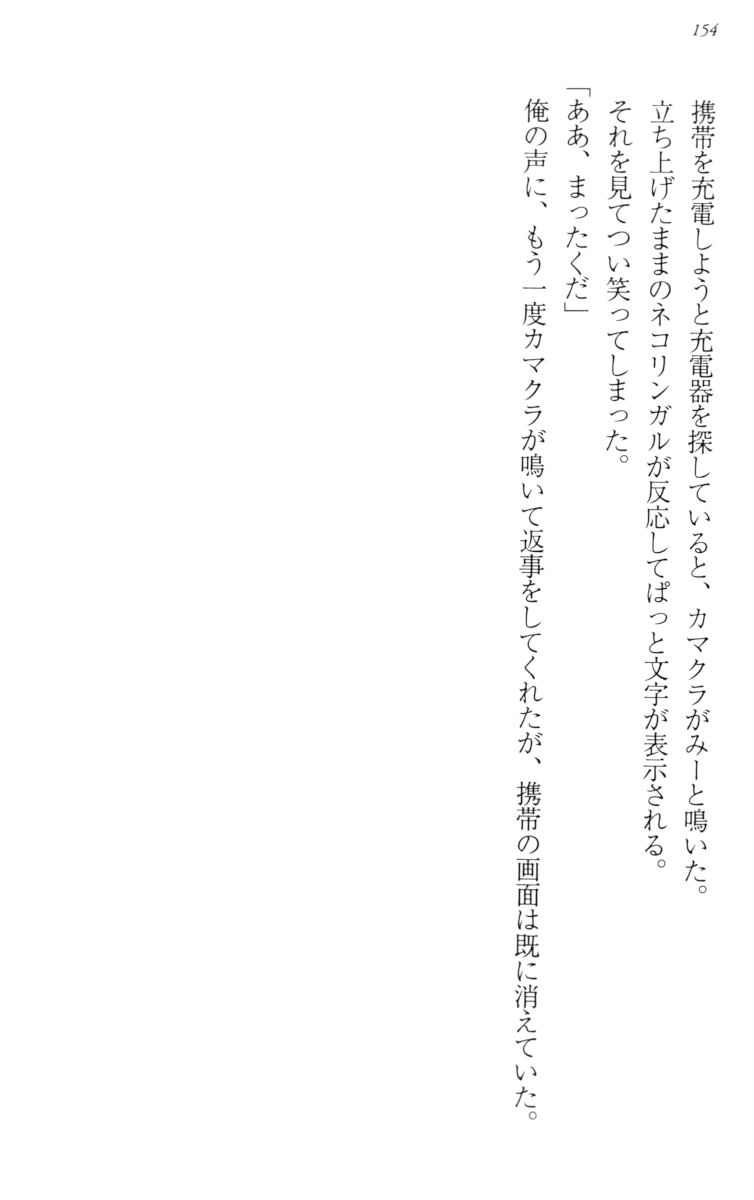 154
携帯を充電しようと充電器を探していると、カマクラがみーと鳴いた。
立ち上げたままのネコリンガルが反応してぱっと文字が表示される。
それを見てつい笑ってしまった。
「ああ、まったくだ」
俺の声に、もう一度カマクラが鳴いて返事をしてくれたが、携帯の画面は既に消えていた。